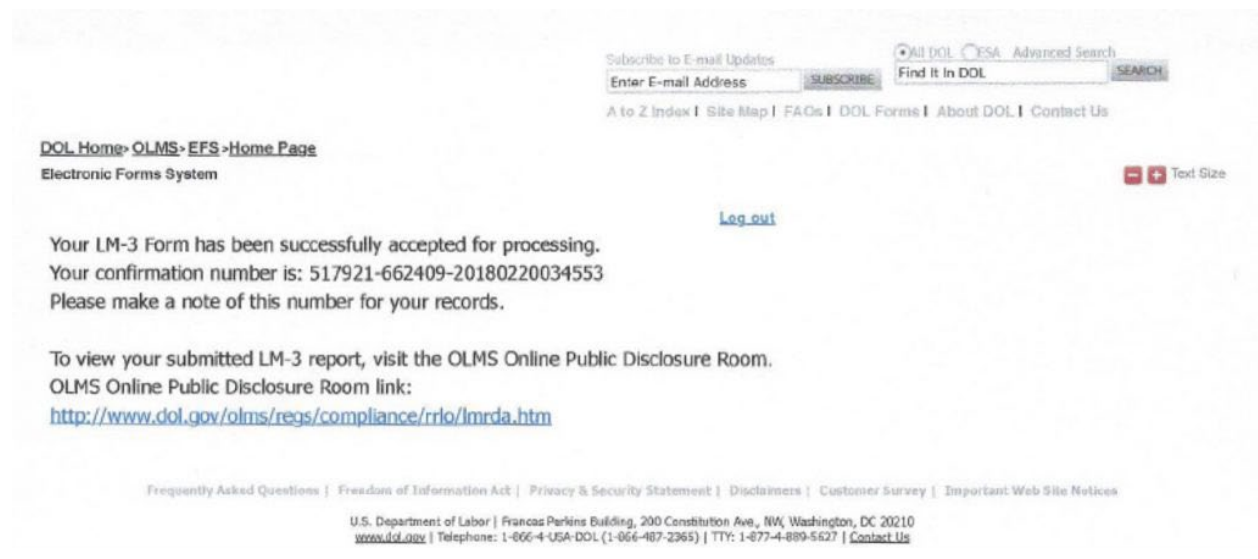 Subscribe to E-mail Updates
All DOL ESA Advanced Search
Enter E-mail Address SUBSCRIBE Find It In DOL SEARCH
A to Z Index | Site Map | FAQs | DOL Forms | About DOL | Contact Us
DOL Home> OLMS> EFS >Home Page
Electronic Forms System
Text Size
Log out
Your LM-3 Form has been successfully accepted for processing.
Your confirmation number is: 517921-662409-20180220034553
Please make a note of this number for your records.
To view your submitted LM-3 report, visit the OLMS Online Public Disclosure Room.
OLMS Online Public Disclosure Room link:
http://www.dol.gov/olms/regs/compliance/rrlo/lmrda.htm
Frequently Asked Questions | Freedom of Information Act | Privacy & Security Statement | Disclaimers | Customer Survey | Important Web Site Notices
U.S. Department of Labor | Frances Perkins Building, 200 Constitution Ave., NW, Washington, DC 20210
www.dol.gov | Telephone: 1-866-4-USA-DOL (1-866-487-2365) | TTY: 1-877-4-889-5627 | Contact Us